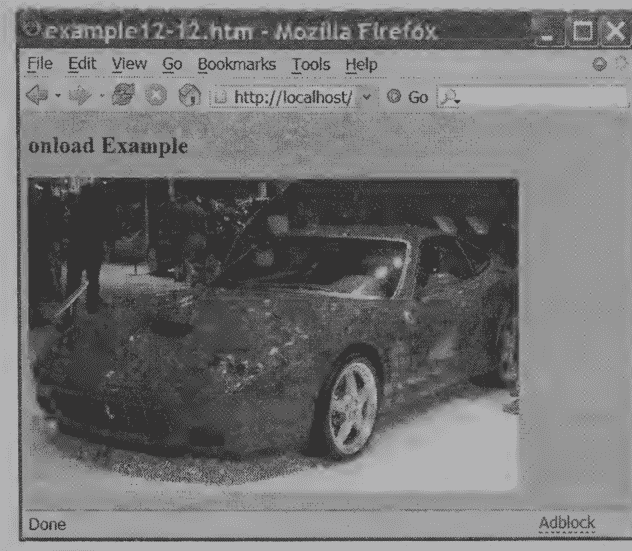 example12-12.htm - Mozilla Firefox
File Edit View Go Bookmarks Tools Help
http://localhost/ Go
onload Example
Done Adblock